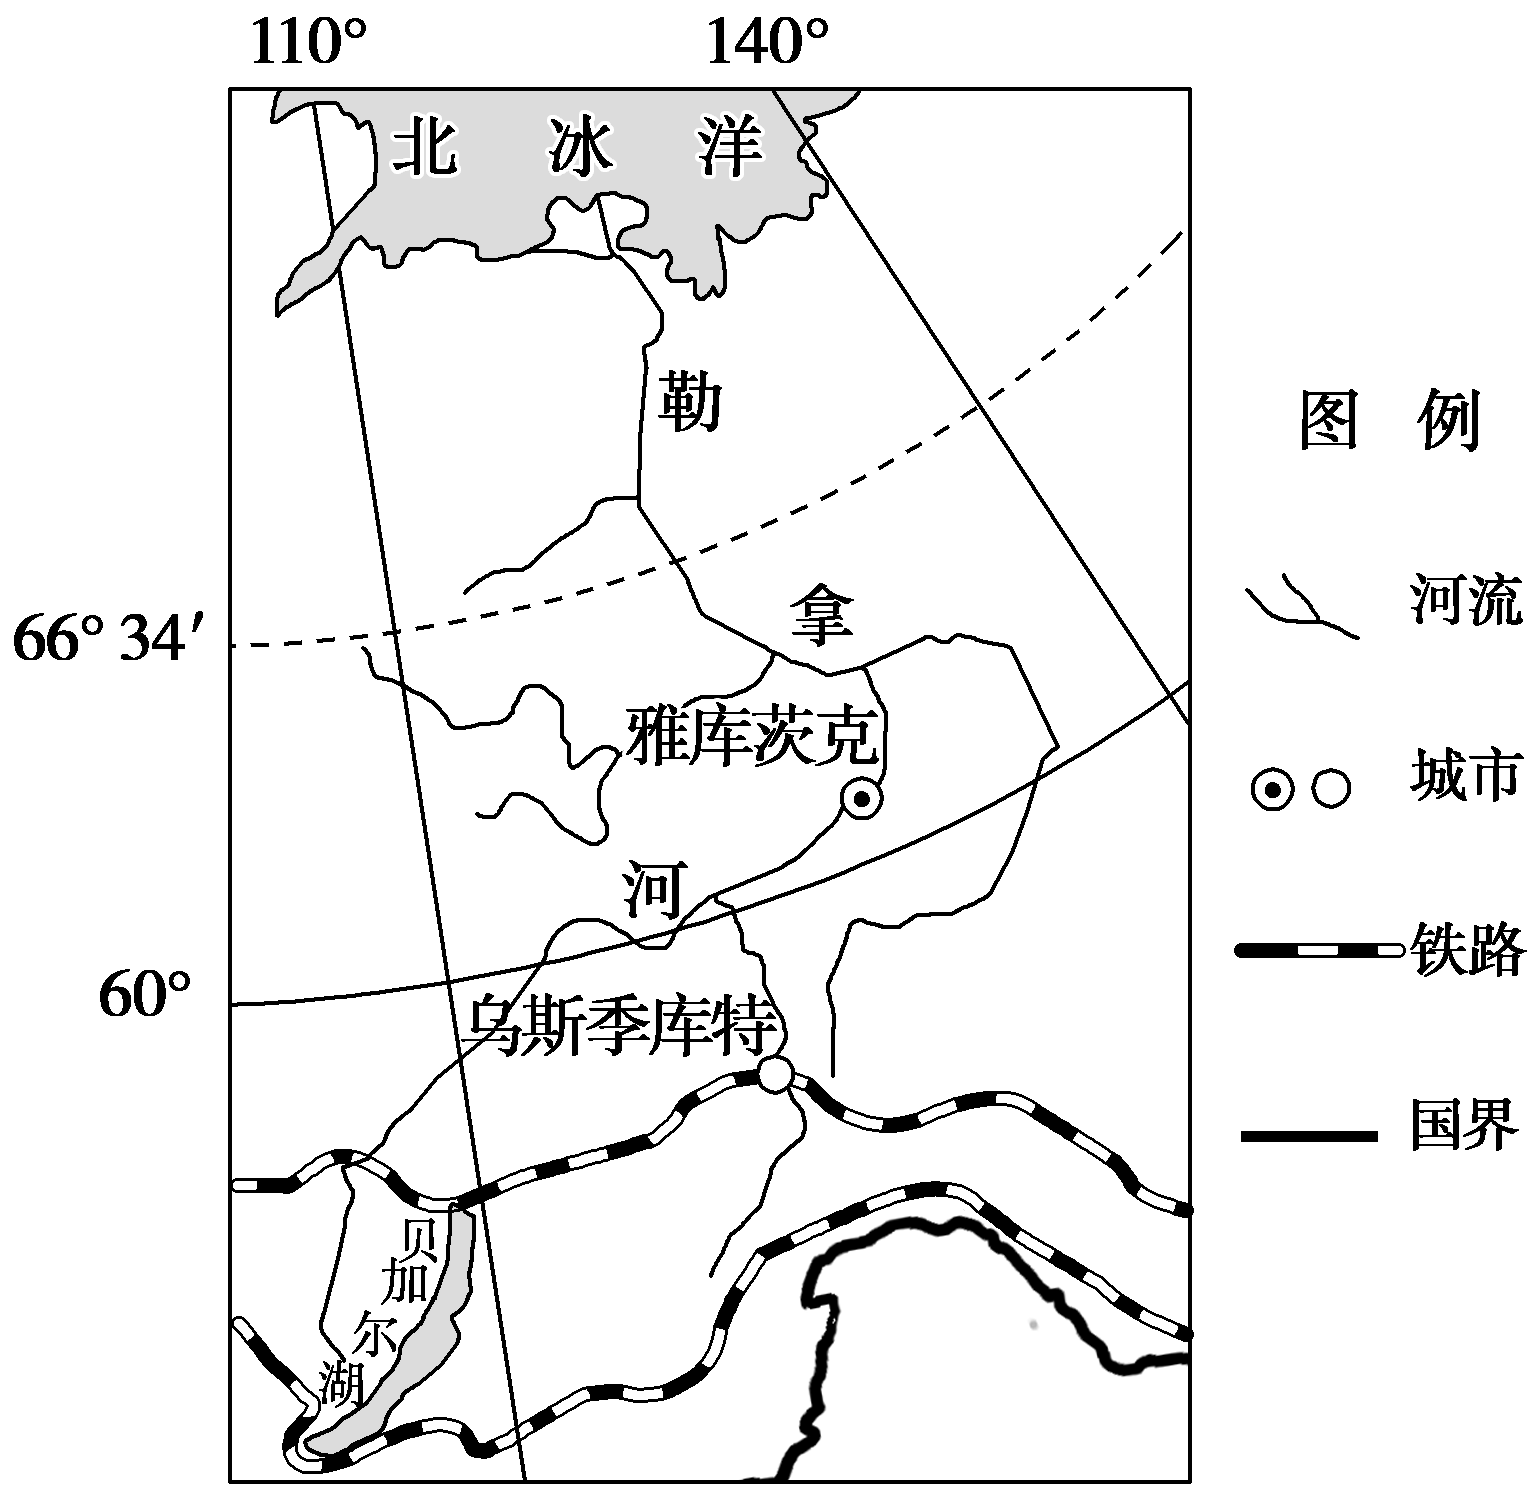 110°
140°
北冰洋
勒
拿
河
66°34′
雅库茨克
60°
乌斯季库特
贝加尔湖
图例
河流
城市
铁路
国界